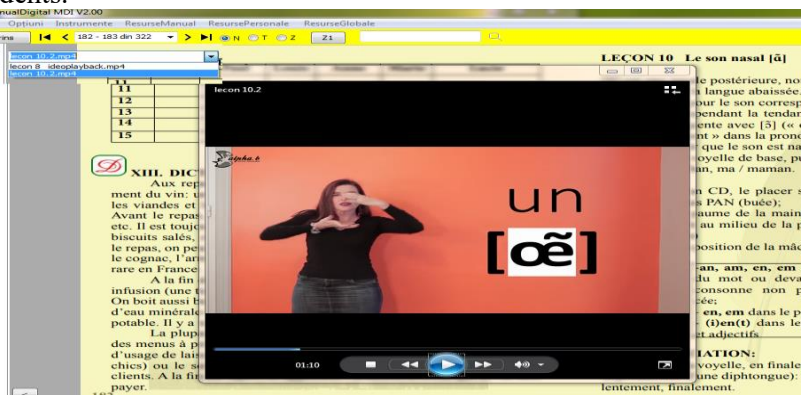 dents.
nualDigital MDI V2.00
Opțiuni Instrumente ResurseManual ResursePersonale ResurseGlobale
182 - 183 din 322 N T O Z Z1
lecon 10.2.mp4
lecon 8 ideoplayback.mp4
lecon 10.2.mp4
11
12
13
14
15
XIII. DIC
Aux rep
ment du vin: u
les viandes et
Avant le repas
etc. Il est toujo
biscuits salés,
le repas, on pe
le cognac, l'ar
rare en France
A la fin
infusion (une t
On boit aussi b
d'eau minérale
potable. Il y a
La plup
des menus à p
d'usage de lais
chics) ou le s
clients. A la fi
payer.
182
lecon 10.2
alpha.b
un
[œ̃]
01:10
LEÇON 10 Le son nasal [ã]
le postérieure, no
a langue abaissée.
our le son corresp
pendant la tendan
ente avec [ɔ̃] (« o
nt » dans la prono
r que le son est na
oyelle de base, pu
an, ma / maman.
n CD, le placer s
s PAN (buée);
aume de la main
au milieu de la p
position de la mâc
an, am, en, em
du mot ou deva
consonne non p
cée;
en, em dans le p
(i)en(t) dans le
et adjectifs
IATION:
voyelle, en finale
une diphtongue):
lentement, finalement.